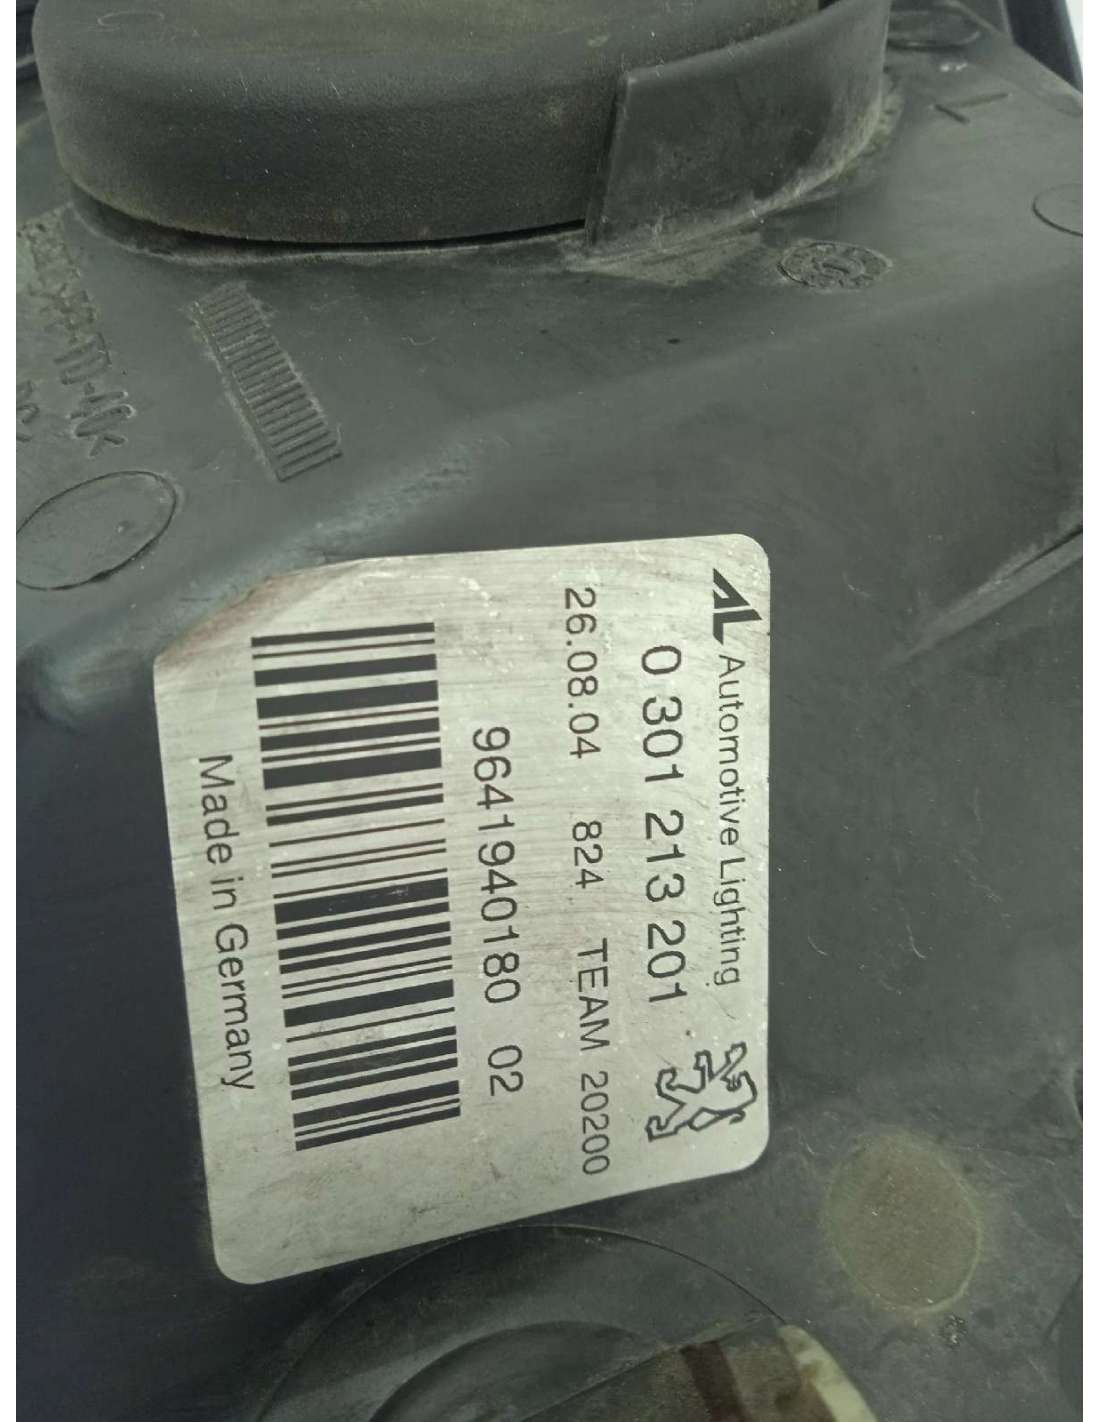 AL Automotive Lighting
0 301 213 201
26.08.04 824 TEAM 20200
9641940180 02
Made in Germany